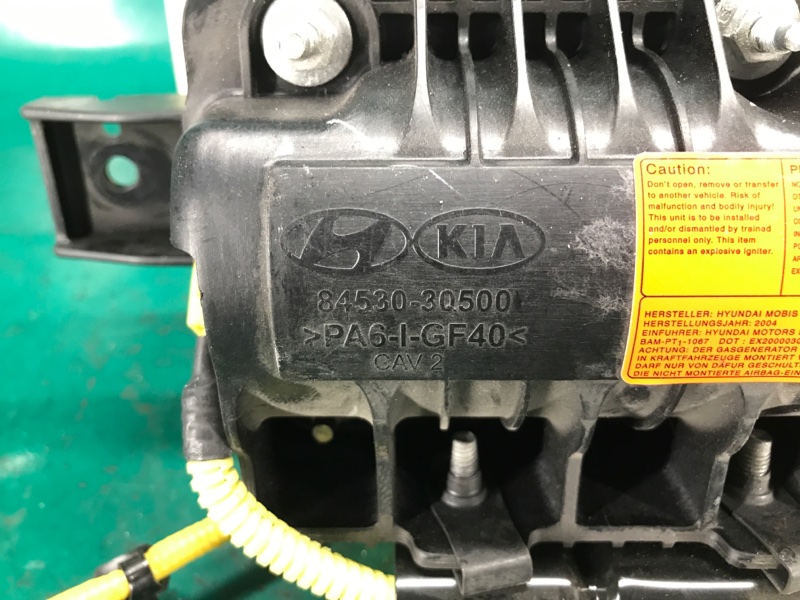 KIA
84530-3Q500
>PA6-I-GF40<
CAV 2
Caution:
Don't open, remove or transfer
to another vehicle. Risk of
malfunction and bodily injury!
This unit is to be installed
and/or dismantled by trained
personnel only. This item
contains an explosive igniter.
HERSTELLER: HYUNDAI MOBIS
HERSTELLUNGSJAHR: 2004
EINFUHRER: HYUNDAI MOTORS
BAM-PT1-1067 DOT : EX2000030
ACHTUNG: DER GASGENERATOR
IN KRAFTFAHRZEUGE MONTIERT
DARF NUR VON DAFUR GESCHULT
DIE NICHT MONTIERTE AIRBAG-EIN